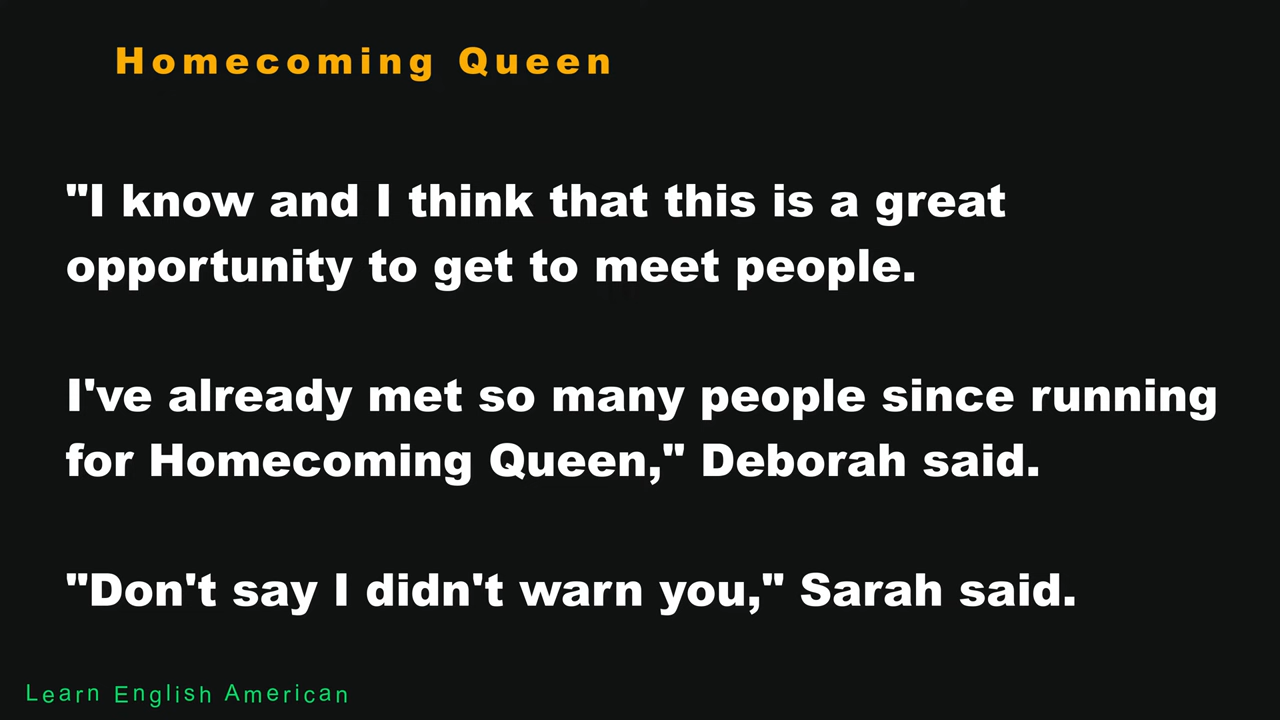 Homecoming Queen
"I know and I think that this is a great
opportunity to get to meet people.
I've already met so many people since running
for Homecoming Queen," Deborah said.
"Don't say I didn't warn you," Sarah said.
Learn English American